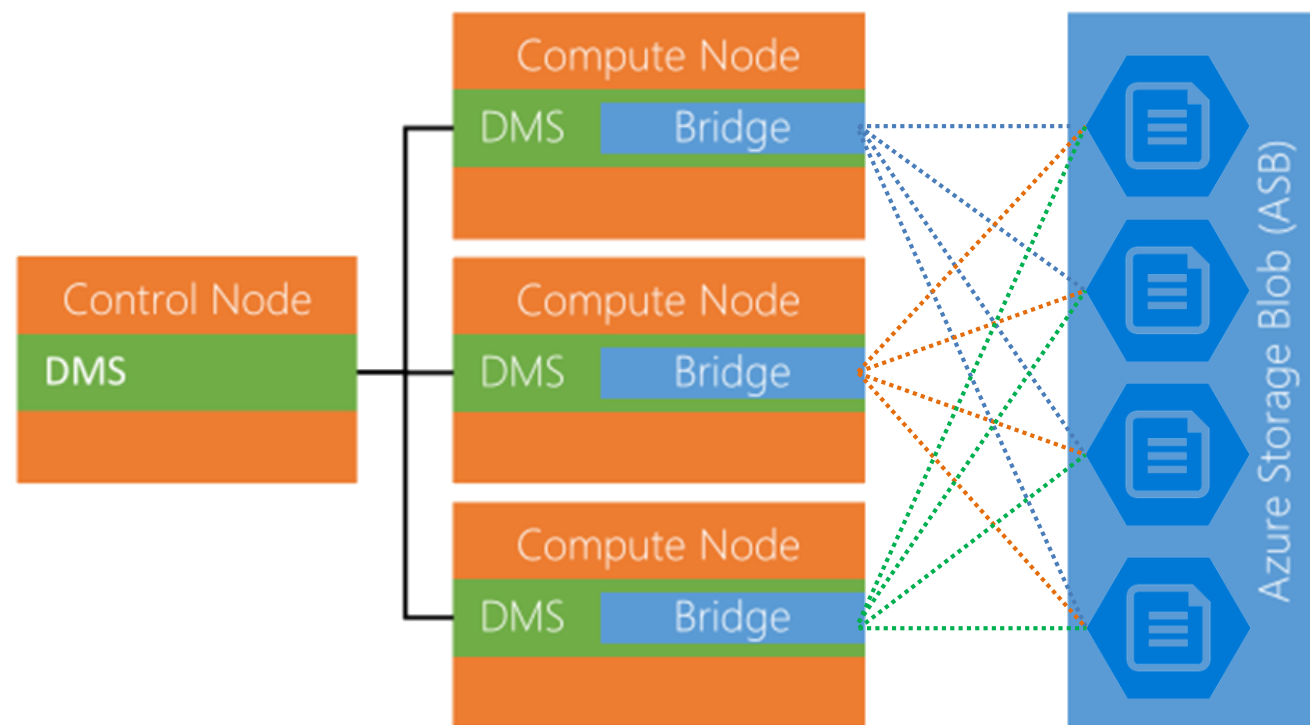 Control Node
DMS
Compute Node
DMS Bridge
Compute Node
DMS Bridge
Compute Node
DMS Bridge
Azure Storage Blob (ASB)